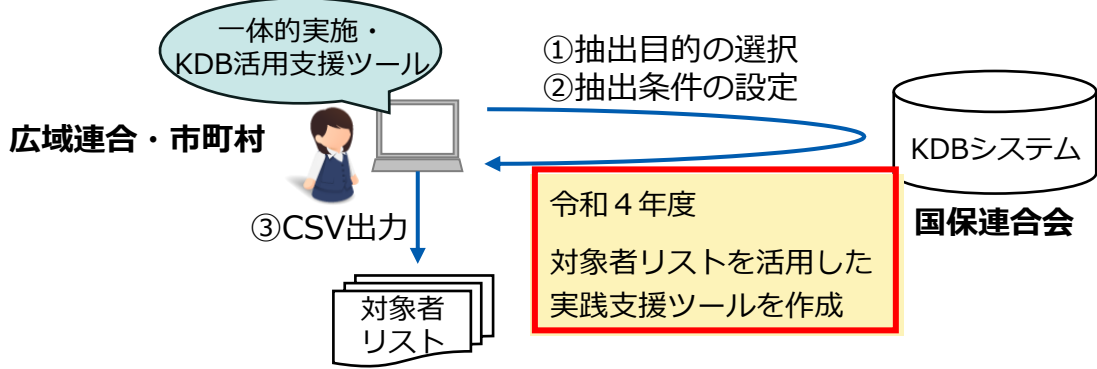 一体的実施・
KDB活用支援ツール
①抽出目的の選択
②抽出条件の設定
広域連合・市町村
KDBシステム
国保連合会
③CSV出力
令和４年度
対象者リストを活用した
実践支援ツールを作成
対象者
リスト